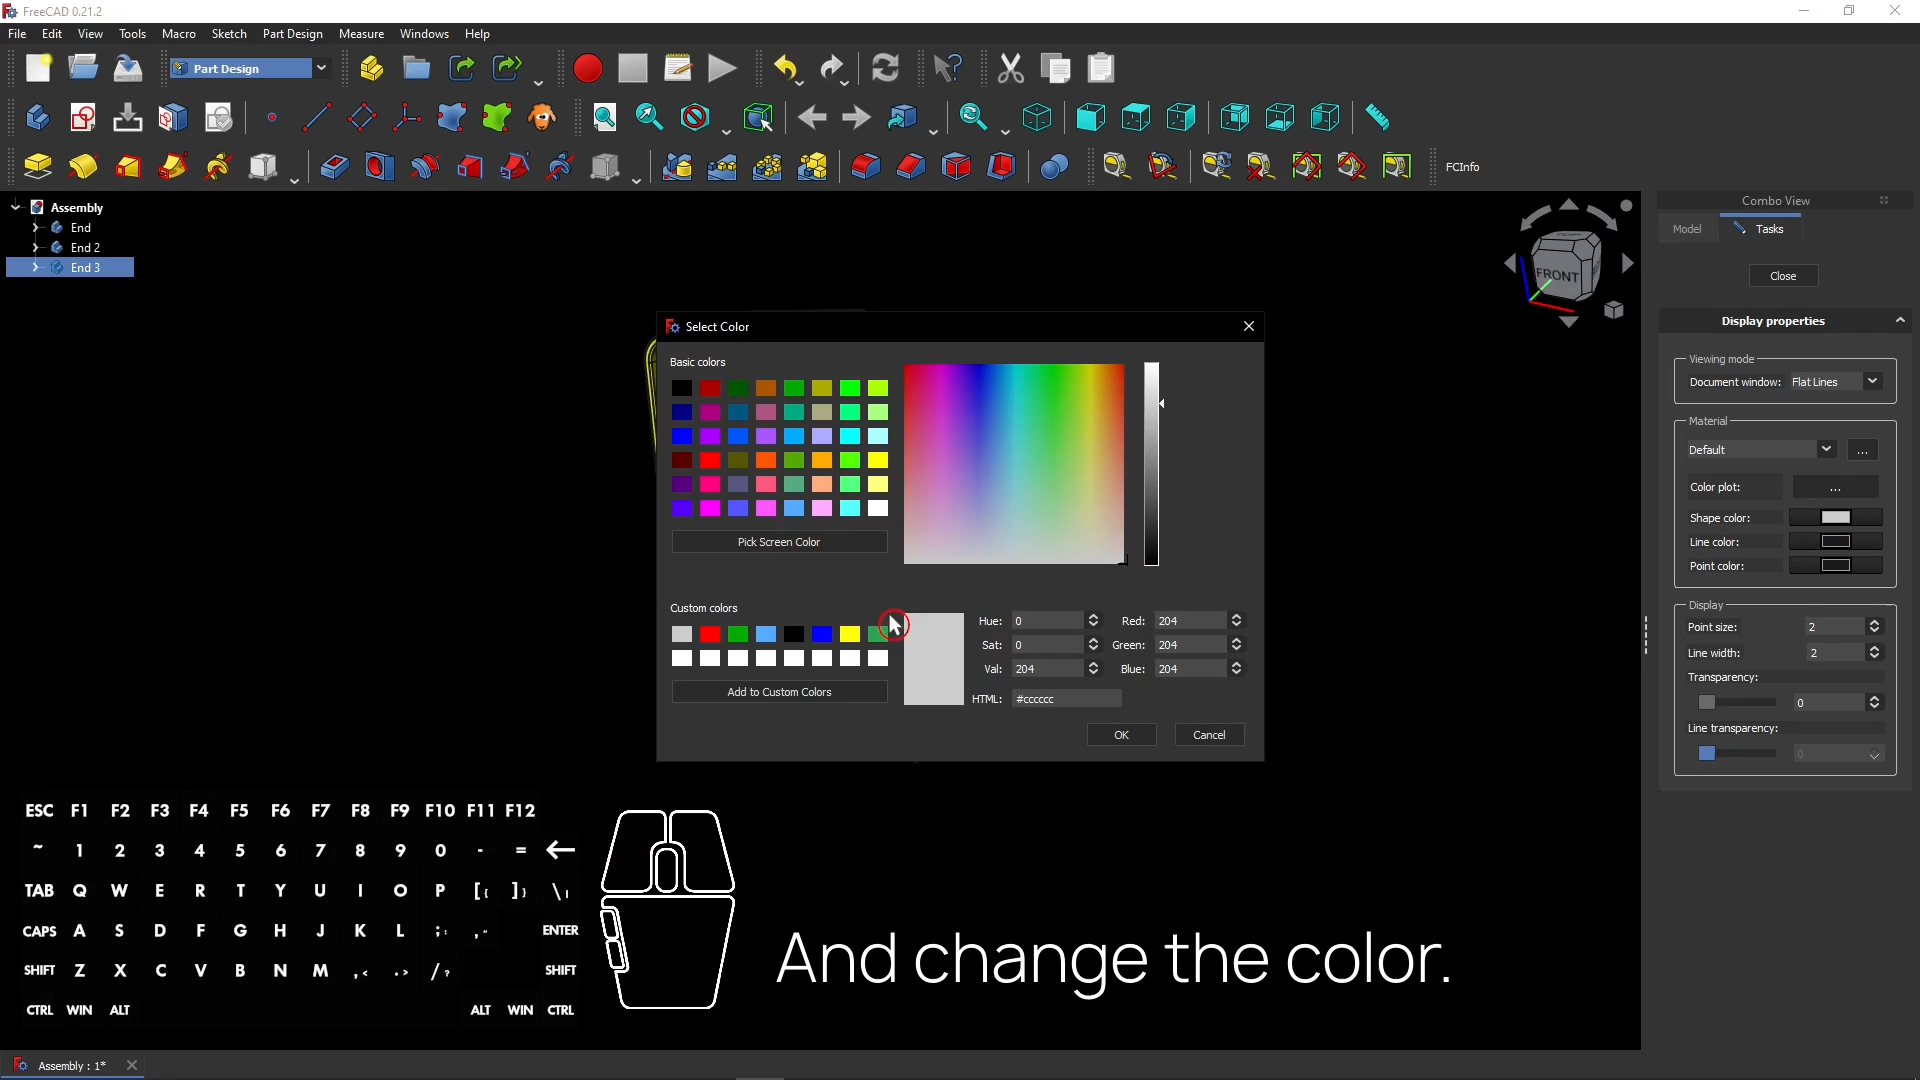 FreeCAD 0.21.2
File Edit View Tools Macro Sketch Part Design Measure Windows Help
Part Design
FCInfo
Assembly
End
End 2
End 3
TOP
FRONT
Combo View
Model Tasks
Close
Display properties
Viewing mode
Document window: Flat Lines
Material
Default ...
Color plot: ...
Shape color:
Line color:
Point color:
Display
Point size: 2
Line width: 2
Transparency:
0
Line transparency:
0
Select Color
Basic colors
Pick Screen Color
Custom colors
Add to Custom Colors
Hue: 0 Red: 204
Sat: 0 Green: 204
Val: 204 Blue: 204
HTML: #cccccc
OK Cancel
ESC F1 F2 F3 F4 F5 F6 F7 F8 F9 F10 F11 F12
~ 1 2 3 4 5 6 7 8 9 0 - = ←
TAB Q W E R T Y U I O P [{ ]} \|
CAPS A S D F G H J K L ;: ,“ ENTER
SHIFT Z X C V B N M ,< .> /? SHIFT
CTRL WIN ALT ALT WIN CTRL
And change the color.
Assembly : 1*